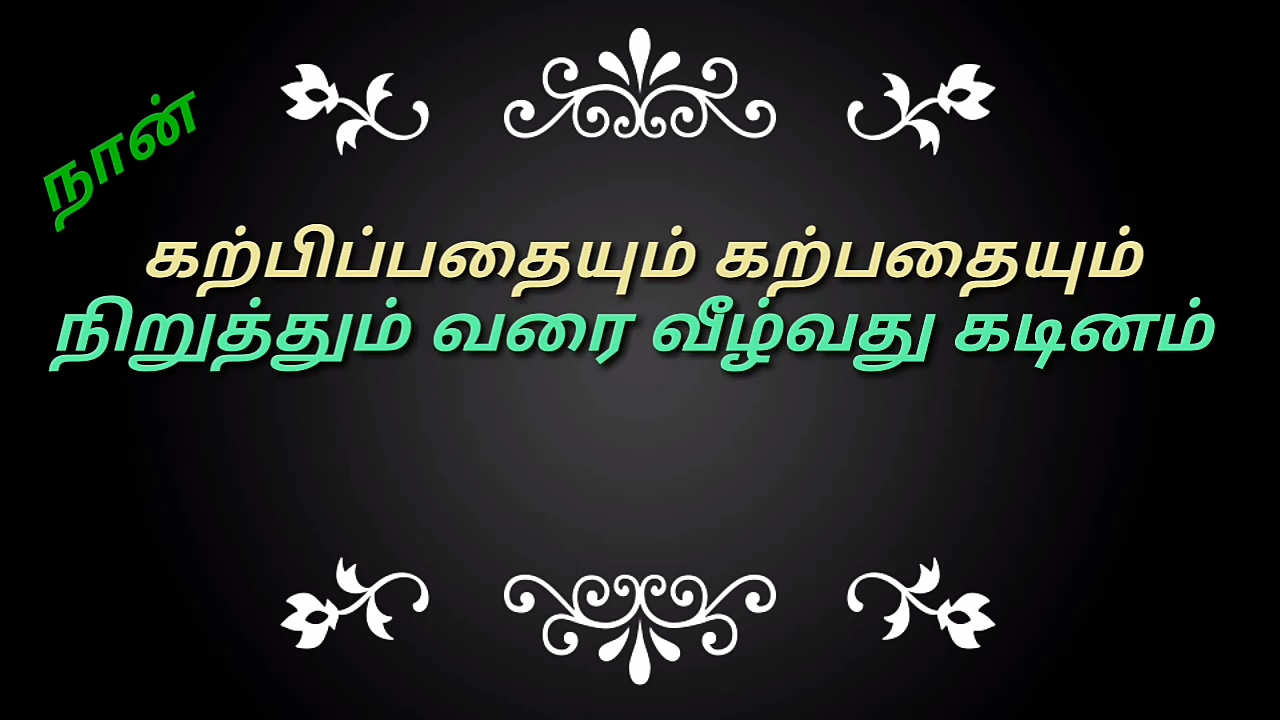 நான்
கற்பிப்பதையும் கற்பதையும்
நிறுத்தும் வரை வீழ்வது கடினம்